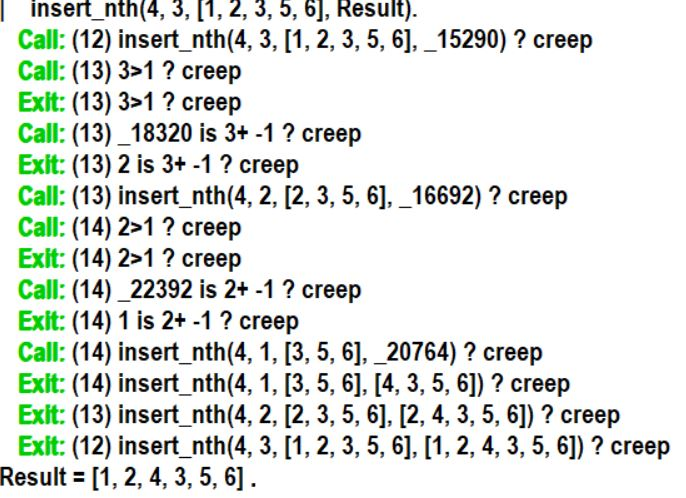 |    insert_nth(4, 3, [1, 2, 3, 5, 6], Result).
Call: (12) insert_nth(4, 3, [1, 2, 3, 5, 6], _15290) ? creep
Call: (13) 3>1 ? creep
Exit: (13) 3>1 ? creep
Call: (13) _18320 is 3+ -1 ? creep
Exit: (13) 2 is 3+ -1 ? creep
Call: (13) insert_nth(4, 2, [2, 3, 5, 6], _16692) ? creep
Call: (14) 2>1 ? creep
Exit: (14) 2>1 ? creep
Call: (14) _22392 is 2+ -1 ? creep
Exit: (14) 1 is 2+ -1 ? creep
Call: (14) insert_nth(4, 1, [3, 5, 6], _20764) ? creep
Exit: (14) insert_nth(4, 1, [3, 5, 6], [4, 3, 5, 6]) ? creep
Exit: (13) insert_nth(4, 2, [2, 3, 5, 6], [2, 4, 3, 5, 6]) ? creep
Exit: (12) insert_nth(4, 3, [1, 2, 3, 5, 6], [1, 2, 4, 3, 5, 6]) ? creep
Result = [1, 2, 4, 3, 5, 6] .